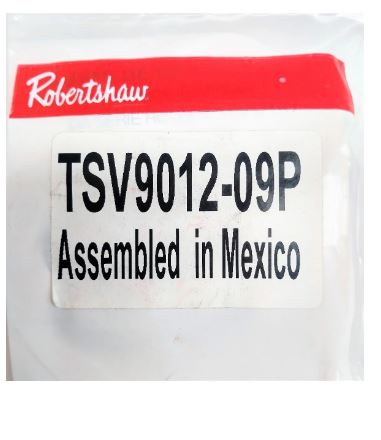 Robertshaw
TSV9012-09P
Assembled in Mexico